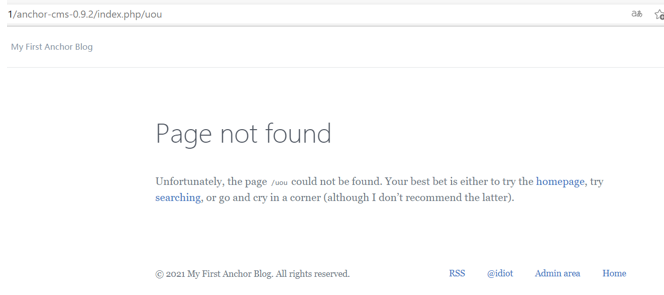 1/anchor-cms-0.9.2/index.php/uou
aあ
My First Anchor Blog
Page not found
Unfortunately, the page /uou could not be found. Your best bet is either to try the homepage, try
searching, or go and cry in a corner (although I don't recommend the latter).
© 2021 My First Anchor Blog. All rights reserved. RSS @idiot Admin area Home